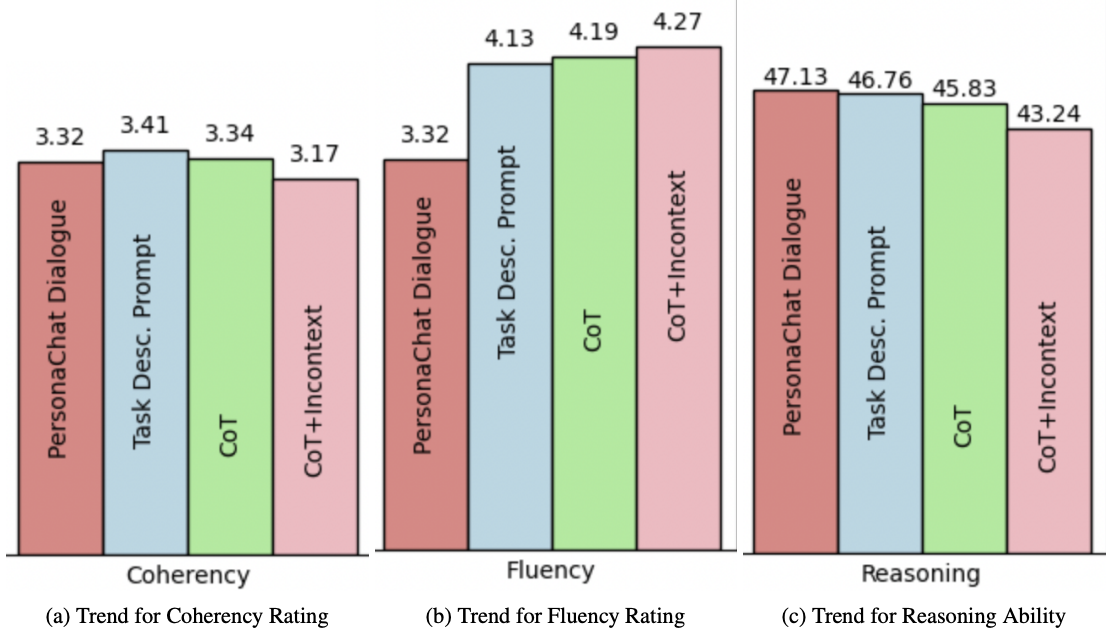 3.32
3.41
3.34
3.17
PersonaChat Dialogue
Task Desc. Prompt
CoT
CoT+Incontext
Coherency
(a) Trend for Coherency Rating
3.32
4.13
4.19
4.27
PersonaChat Dialogue
Task Desc. Prompt
CoT
CoT+Incontext
Fluency
(b) Trend for Fluency Rating
47.13
46.76
45.83
43.24
PersonaChat Dialogue
Task Desc. Prompt
CoT
CoT+Incontext
Reasoning
(c) Trend for Reasoning Ability